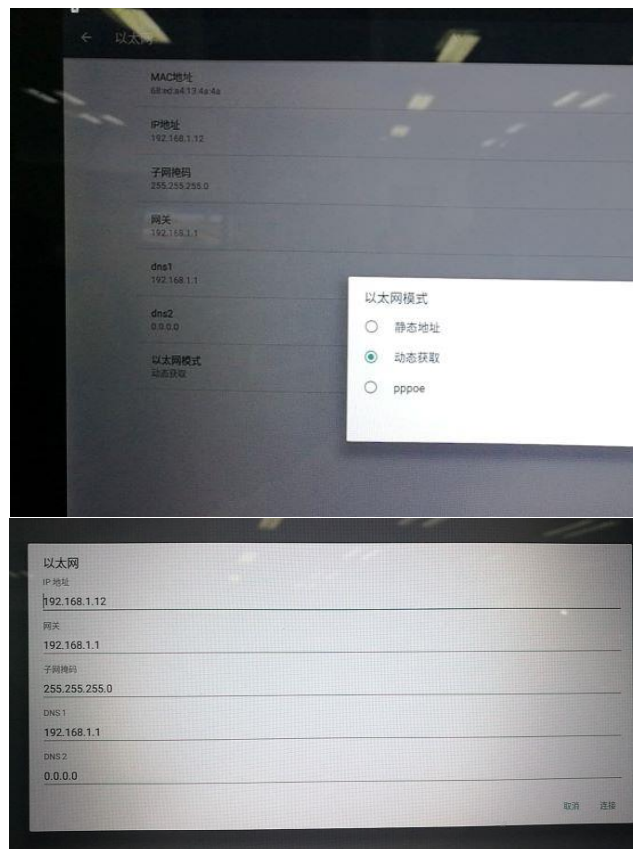 以太网
MAC地址
68:ed:a4:13:4a:4a
IP地址
192.168.1.12
子网掩码
255.255.255.0
网关
192.168.1.1
dns1
192.168.1.1
dns2
0.0.0.0
以太网模式
动态获取
以太网模式
静态地址
动态获取
pppoe
以太网
IP 地址
192.168.1.12
网关
192.168.1.1
子网掩码
255.255.255.0
DNS 1
192.168.1.1
DNS 2
0.0.0.0
取消 连接